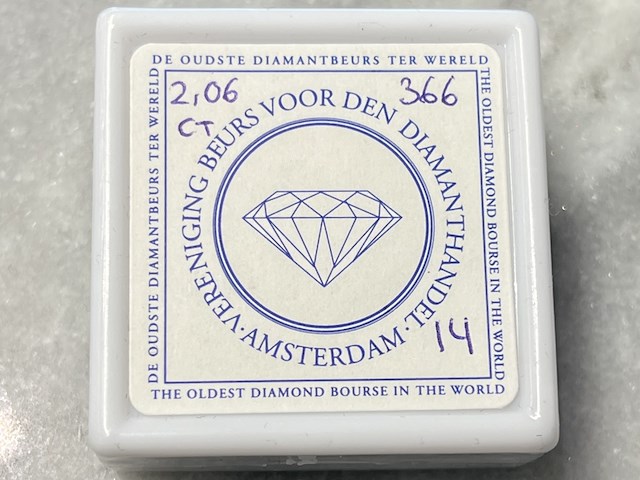 DE OUDSTE DIAMANTBEURS TER WERELD
THE OLDEST DIAMOND BOURSE IN THE WORLD
DE OUDSTE DIAMANTBEURS TER WERELD
2,06
CT
366
VERENIGING BEURS VOOR DEN DIAMANTHANDEL
·AMSTERDAM·
14
THE OLDEST DIAMOND BOURSE IN THE WORLD